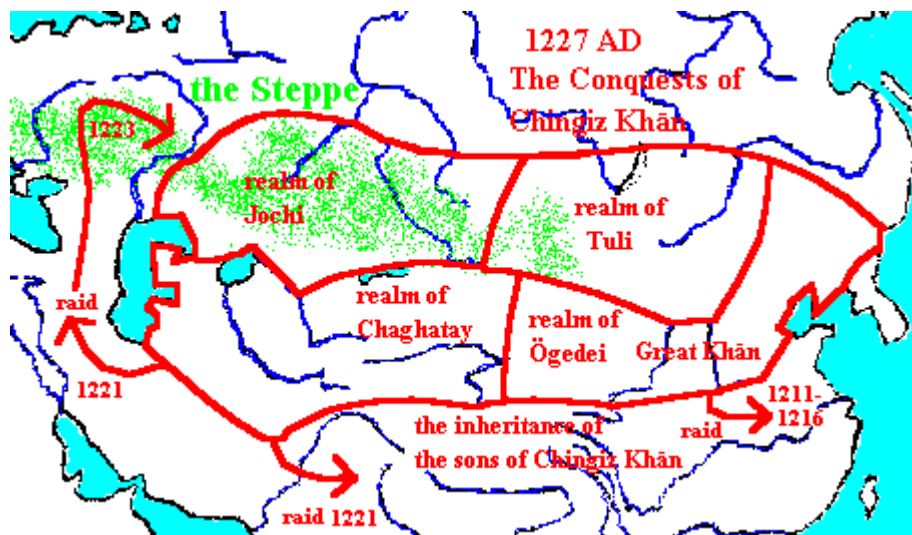 1227 AD
The Conquests of
Chingiz Khān
the Steppe
1223
realm of
Jochi
realm of
Tuli
raid
realm of
Chaghatay
realm of
Ögedei
Great Khān
1221
1211-
1216
raid
the inheritance of
the sons of Chingiz Khān
raid 1221